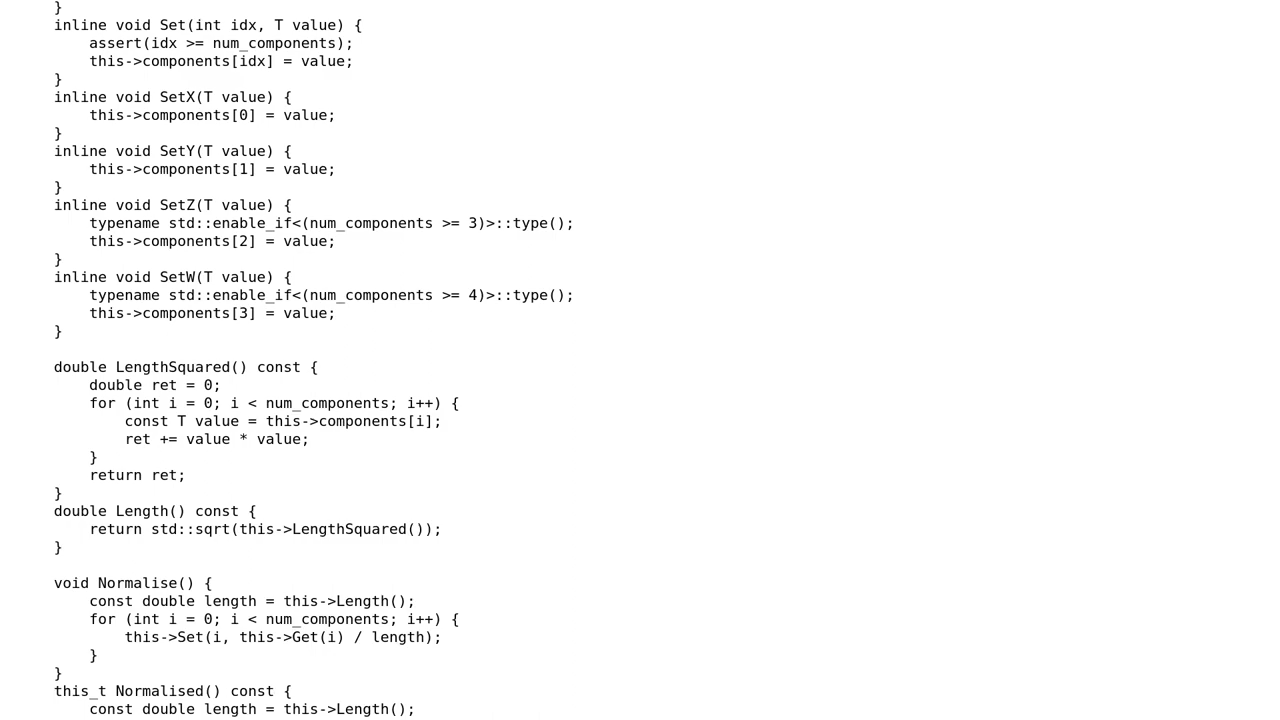 }
inline void Set(int idx, T value) {
assert(idx >= num_components);
this->components[idx] = value;
}
inline void SetX(T value) {
this->components[0] = value;
}
inline void SetY(T value) {
this->components[1] = value;
}
inline void SetZ(T value) {
typename std::enable_if<(num_components >= 3)>::type();
this->components[2] = value;
}
inline void SetW(T value) {
typename std::enable_if<(num_components >= 4)>::type();
this->components[3] = value;
}
double LengthSquared() const {
double ret = 0;
for (int i = 0; i < num_components; i++) {
const T value = this->components[i];
ret += value * value;
}
return ret;
}
double Length() const {
return std::sqrt(this->LengthSquared());
}
void Normalise() {
const double length = this->Length();
for (int i = 0; i < num_components; i++) {
this->Set(i, this->Get(i) / length);
}
}
this_t Normalised() const {
const double length = this->Length();